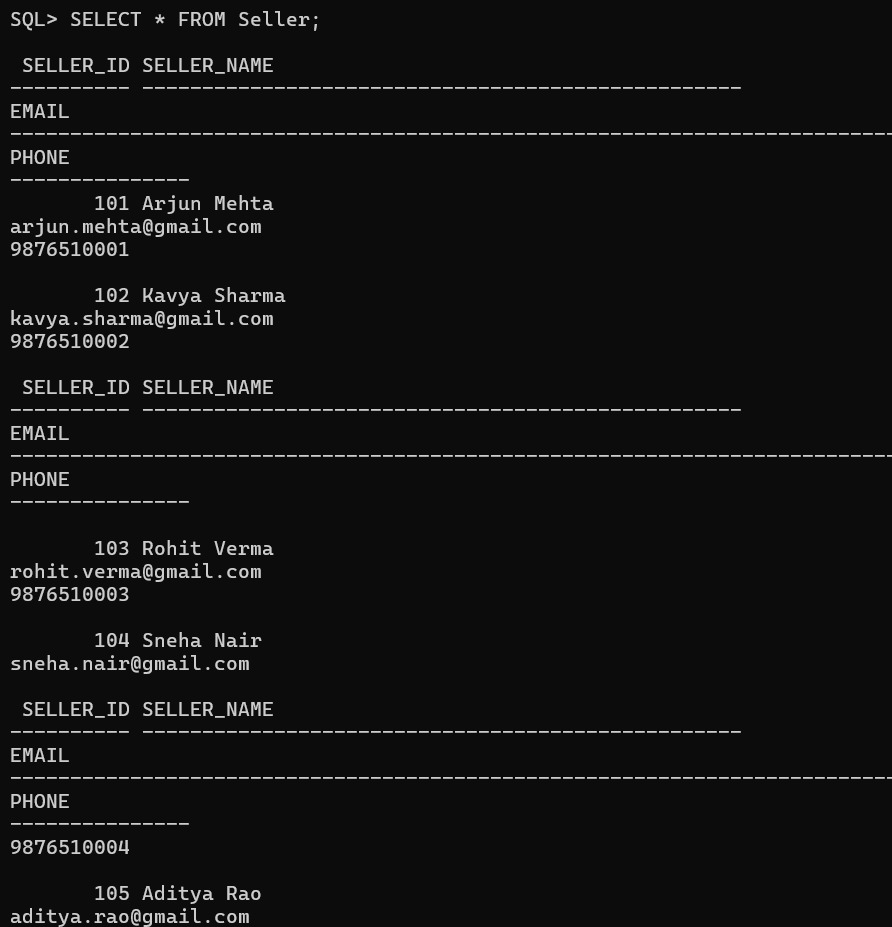 SQL> SELECT * FROM Seller;
 SELLER_ID SELLER_NAME
---------- --------------------------------------------------
EMAIL
--------------------------------------------------------------------------
PHONE
---------------
       101 Arjun Mehta
arjun.mehta@gmail.com
9876510001
       102 Kavya Sharma
kavya.sharma@gmail.com
9876510002
 SELLER_ID SELLER_NAME
---------- --------------------------------------------------
EMAIL
--------------------------------------------------------------------------
PHONE
---------------
       103 Rohit Verma
rohit.verma@gmail.com
9876510003
       104 Sneha Nair
sneha.nair@gmail.com
 SELLER_ID SELLER_NAME
---------- --------------------------------------------------
EMAIL
--------------------------------------------------------------------------
PHONE
---------------
9876510004
       105 Aditya Rao
aditya.rao@gmail.com